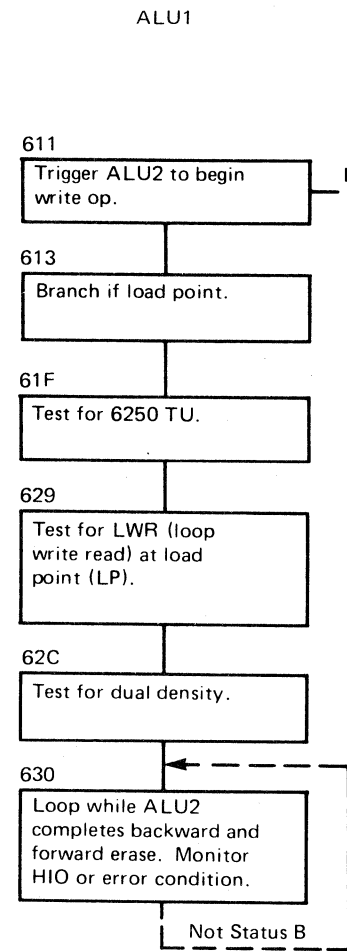 ALU1
611
Trigger ALU2 to begin
write op.
613
Branch if load point.
61F
Test for 6250 TU.
629
Test for LWR (loop
write read) at load
point (LP).
62C
Test for dual density.
630
Loop while ALU2
completes backward and
forward erase. Monitor
HIO or error condition.
Not Status B